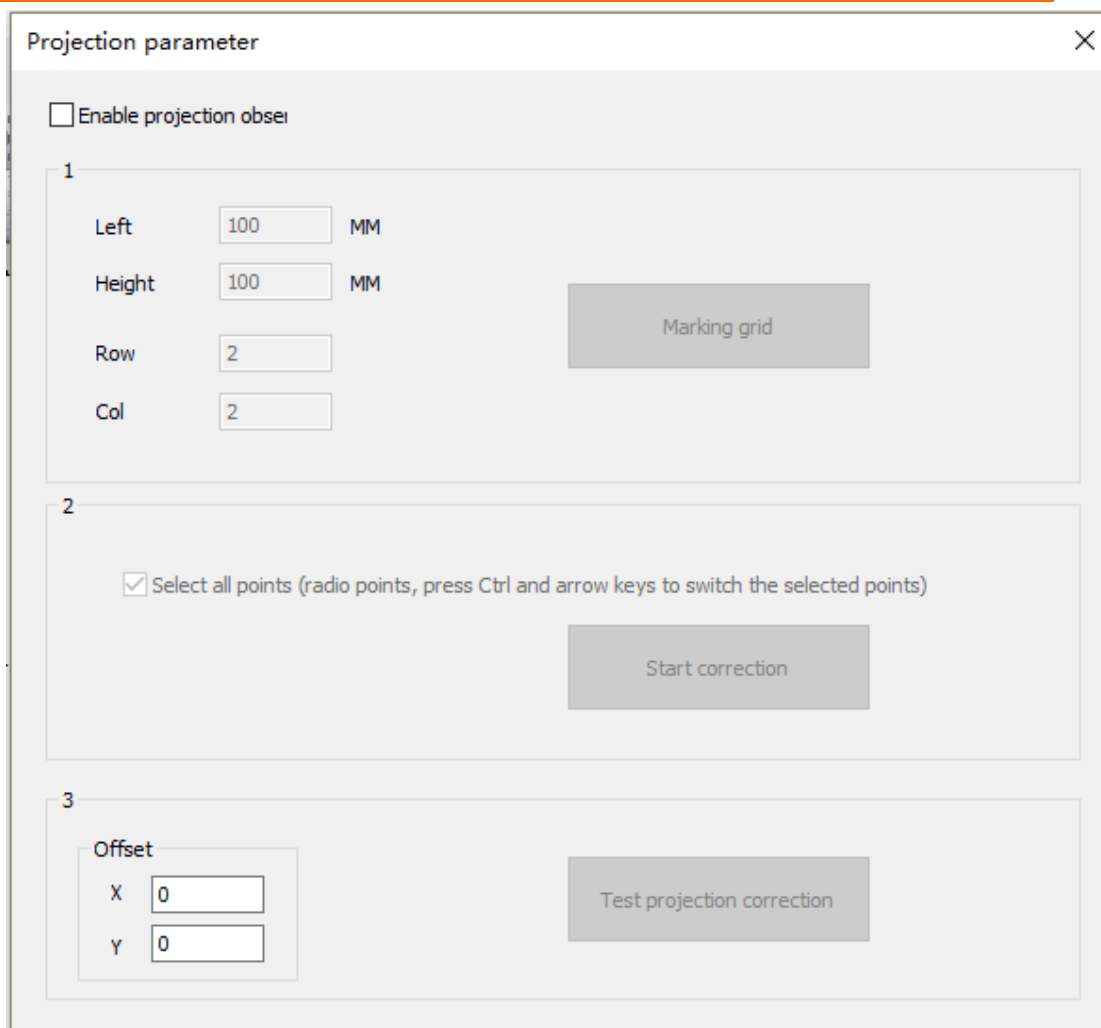 Projection parameter
Enable projection obser
1
Left 100 MM
Height 100 MM
Marking grid
Row 2
Col 2
2
Select all points (radio points, press Ctrl and arrow keys to switch the selected points)
Start correction
3
Offset
X 0
Test projection correction
Y 0